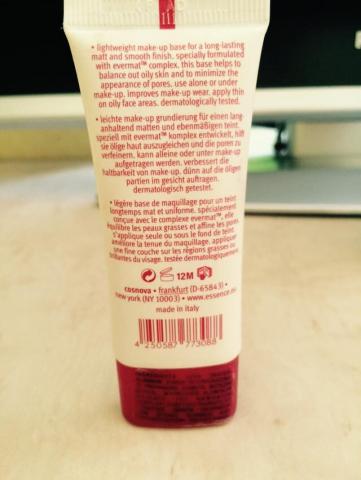 • lightweight make-up base for a long-lasting
matt and smooth finish. specially formulated
with evermat™ complex, this base helps to
balance out oily skin and to minimize the
appearance of pores. use alone or under
make-up. improves make-up wear. apply thin
on oily face areas. dermatologically tested.
• leichte make-up grundierung für einen lang-
anhaltend matten und ebenmäßigen teint.
speziell mit evermat™ komplex entwickelt, hilft
sie ölige haut auszugleichen und die poren zu
verfeinern. kann alleine oder unter make-up
aufgetragen werden. verbessert die
haltbarkeit von make-up. dünn auf die öligen
partien im gesicht auftragen.
dermatologisch getestet.
• légère base de maquillage pour un teint
longtemps mat et uniforme. spécialement
conçue avec le complexe evermat™, elle
équilibre les peaux grasses et affine les pores.
s'applique seule ou sous le fond de teint.
améliore la tenue du maquillage. appliquer
une fine couche sur les régions grasses ou
brillantes du visage. testée dermatologiquement.
12M
cosnova • frankfurt (D-65843) •
new york (NY 10003) • www.essence.eu
made in italy
4 250587 773088